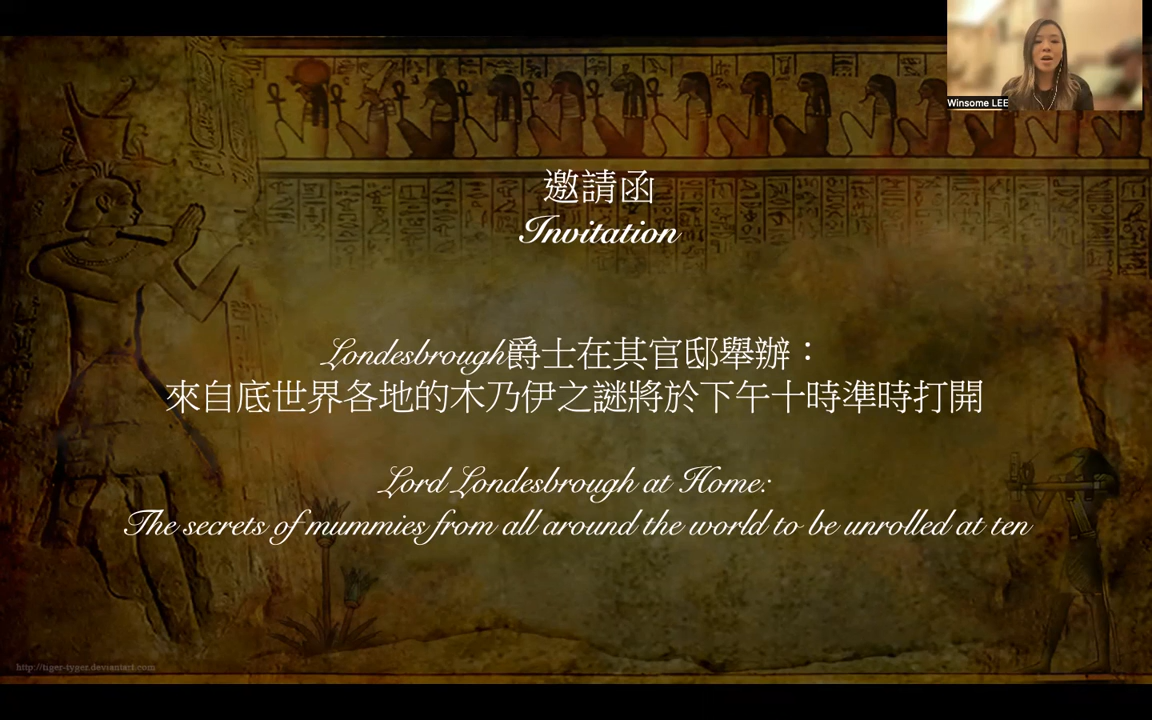 Winsome LEE
邀請函
Invitation
Londesbrough爵士在其官邸舉辦：
來自底世界各地的木乃伊之謎將於下午十時準時打開
Lord Londesbrough at Home:
The secrets of mummies from all around the world to be unrolled at ten
http://tiger-tyger.deviantart.com